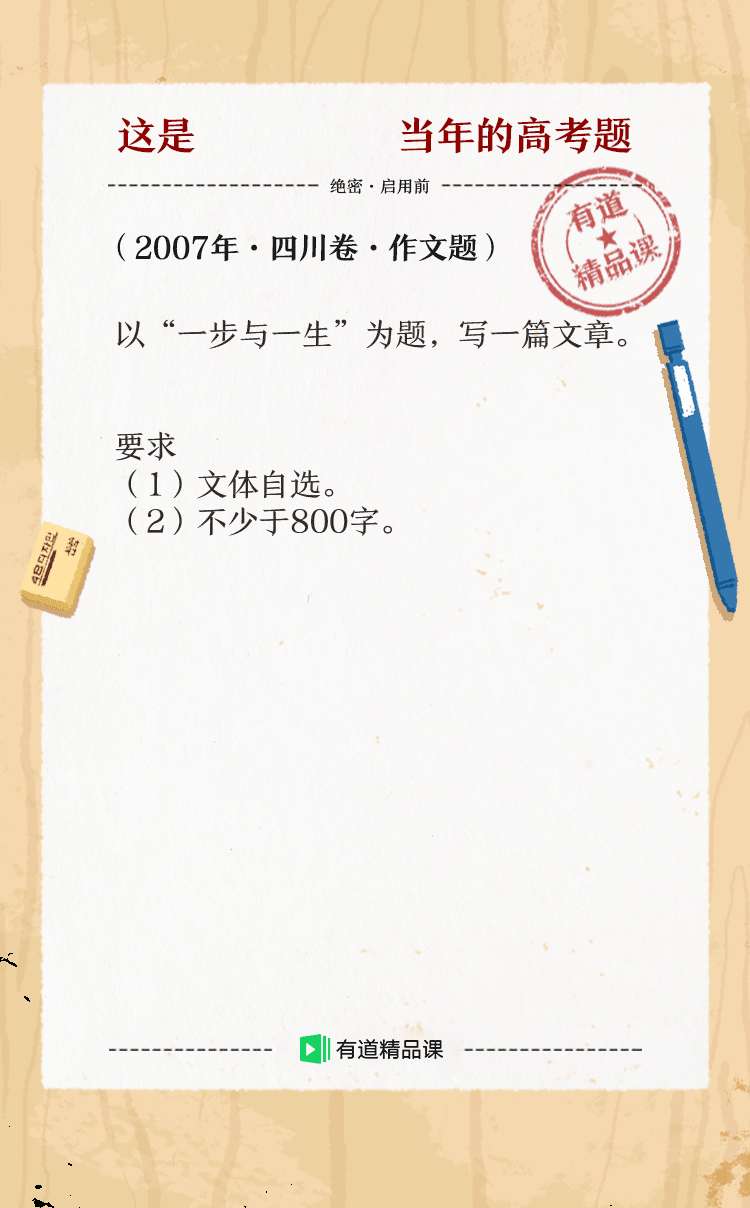 这是 当年的高考题
绝密·启用前
有道
精品课
（2007年·四川卷·作文题）
以“一步与一生”为题，写一篇文章。
要求
（1）文体自选。
（2）不少于800字。
有道精品课